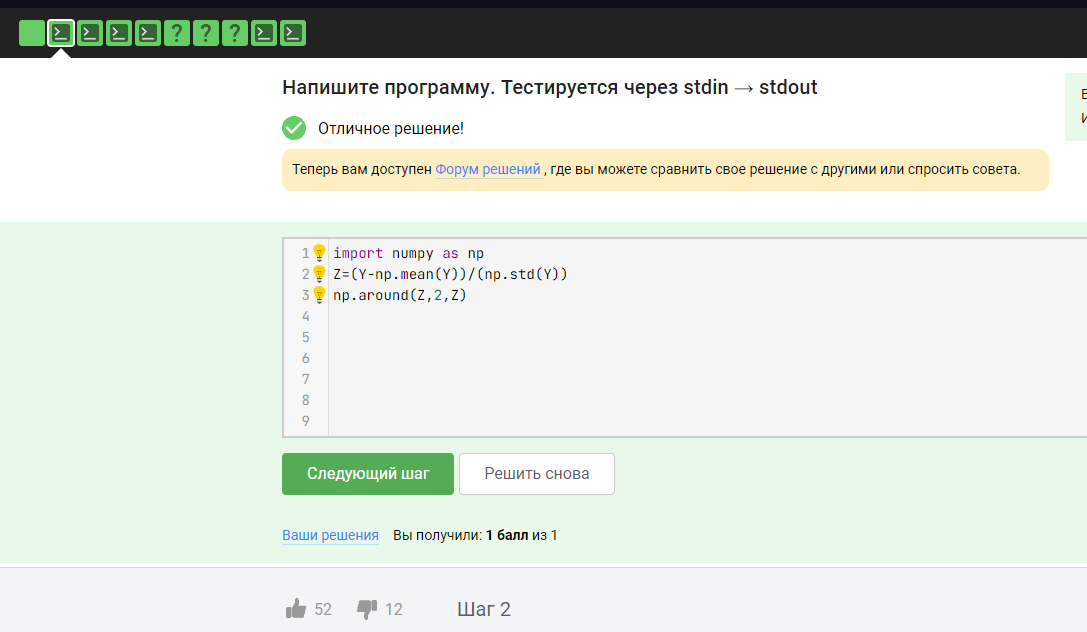 Напишите программу. Тестируется через stdin → stdout
Отличное решение!
Теперь вам доступен Форум решений , где вы можете сравнить свое решение с другими или спросить совета.
1 import numpy as np
2 Z=(Y-np.mean(Y))/(np.std(Y))
3 np.around(Z,2,Z)
4
5
6
7
8
9
Следующий шаг Решить снова
Ваши решения Вы получили: 1 балл из 1
52 12 Шаг 2